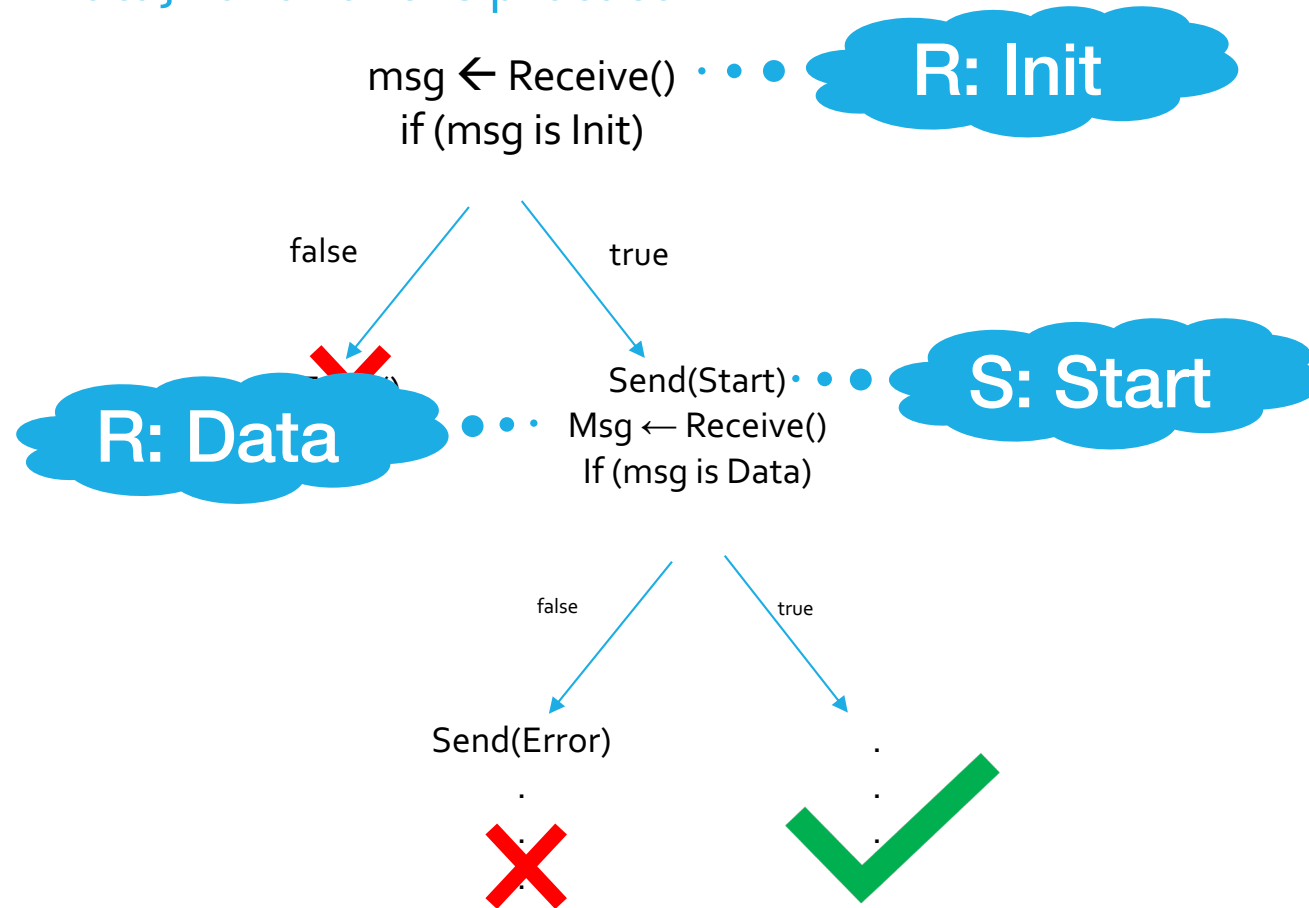 msg ← Receive()
R: Init
if (msg is Init)
false
true
Send(Start)
S: Start
R: Data
Msg ← Receive()
If (msg is Data)
false
true
Send(Error)
.
.
.
.
.
.
.